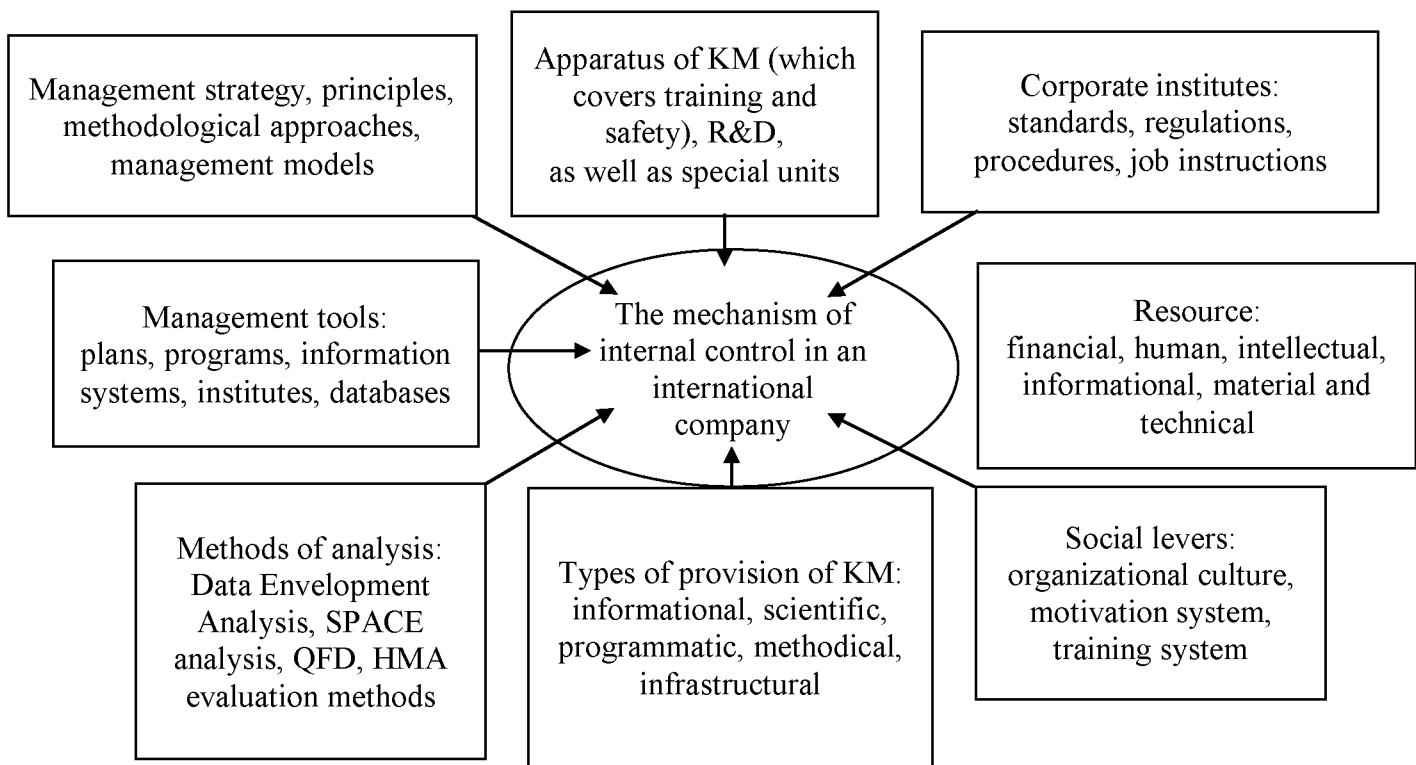 Management strategy, principles,
methodological approaches,
management models
Apparatus of KM (which
covers training and
safety), R&D,
as well as special units
Corporate institutes:
standards, regulations,
procedures, job instructions
Management tools:
plans, programs, information
systems, institutes, databases
The mechanism of
internal control in an
international
company
Resource:
financial, human, intellectual,
informational, material and
technical
Methods of analysis:
Data Envelopment
Analysis, SPACE
analysis, QFD, HMA
evaluation methods
Types of provision of KM:
informational, scientific,
programmatic, methodical,
infrastructural
Social levers:
organizational culture,
motivation system,
training system